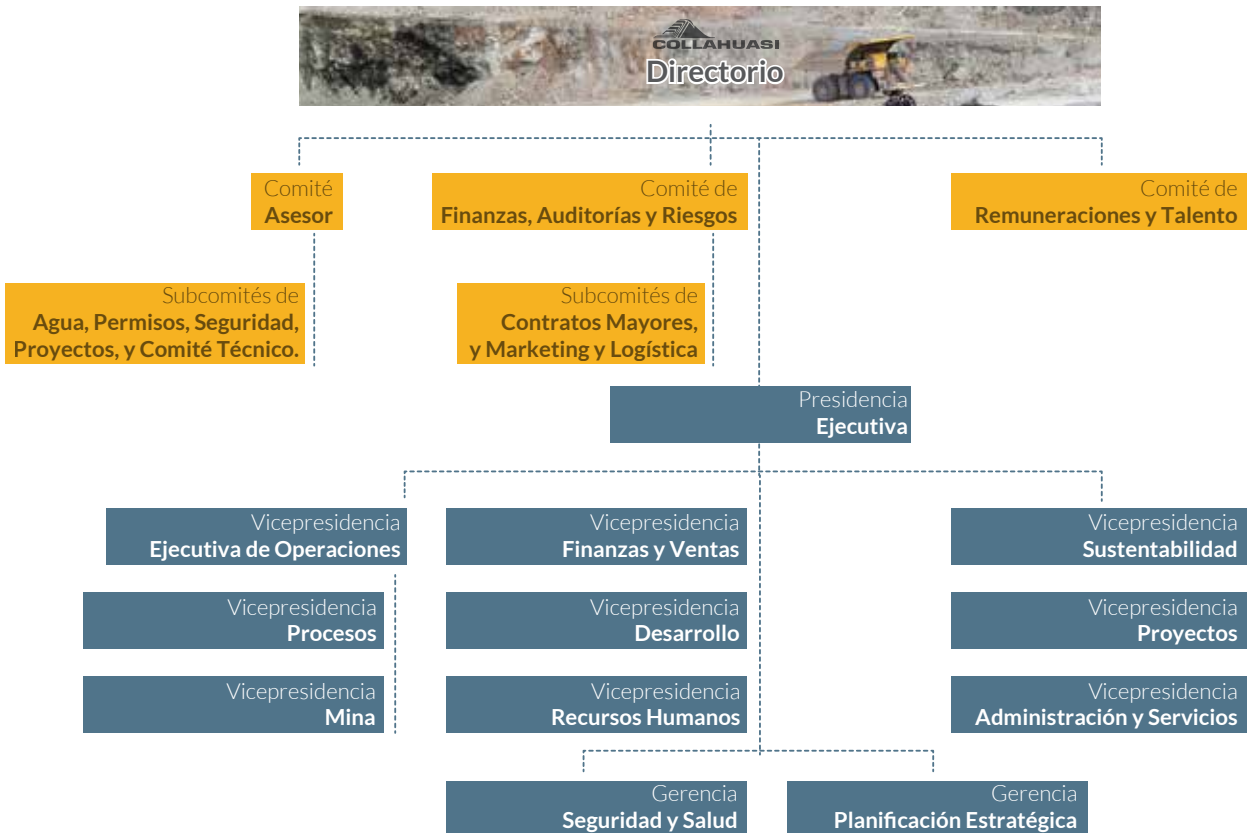 COLLAHUASI
Directorio
Comité
Asesor
Comité de
Finanzas, Auditorías y Riesgos
Comité de
Remuneraciones y Talento
Subcomités de
Agua, Permisos, Seguridad,
Proyectos, y Comité Técnico.
Subcomités de
Contratos Mayores,
y Marketing y Logística
Presidencia
Ejecutiva
Vicepresidencia
Ejecutiva de Operaciones
Vicepresidencia
Finanzas y Ventas
Vicepresidencia
Sustentabilidad
Vicepresidencia
Procesos
Vicepresidencia
Desarrollo
Vicepresidencia
Proyectos
Vicepresidencia
Mina
Vicepresidencia
Recursos Humanos
Vicepresidencia
Administración y Servicios
Gerencia
Seguridad y Salud
Gerencia
Planificación Estratégica